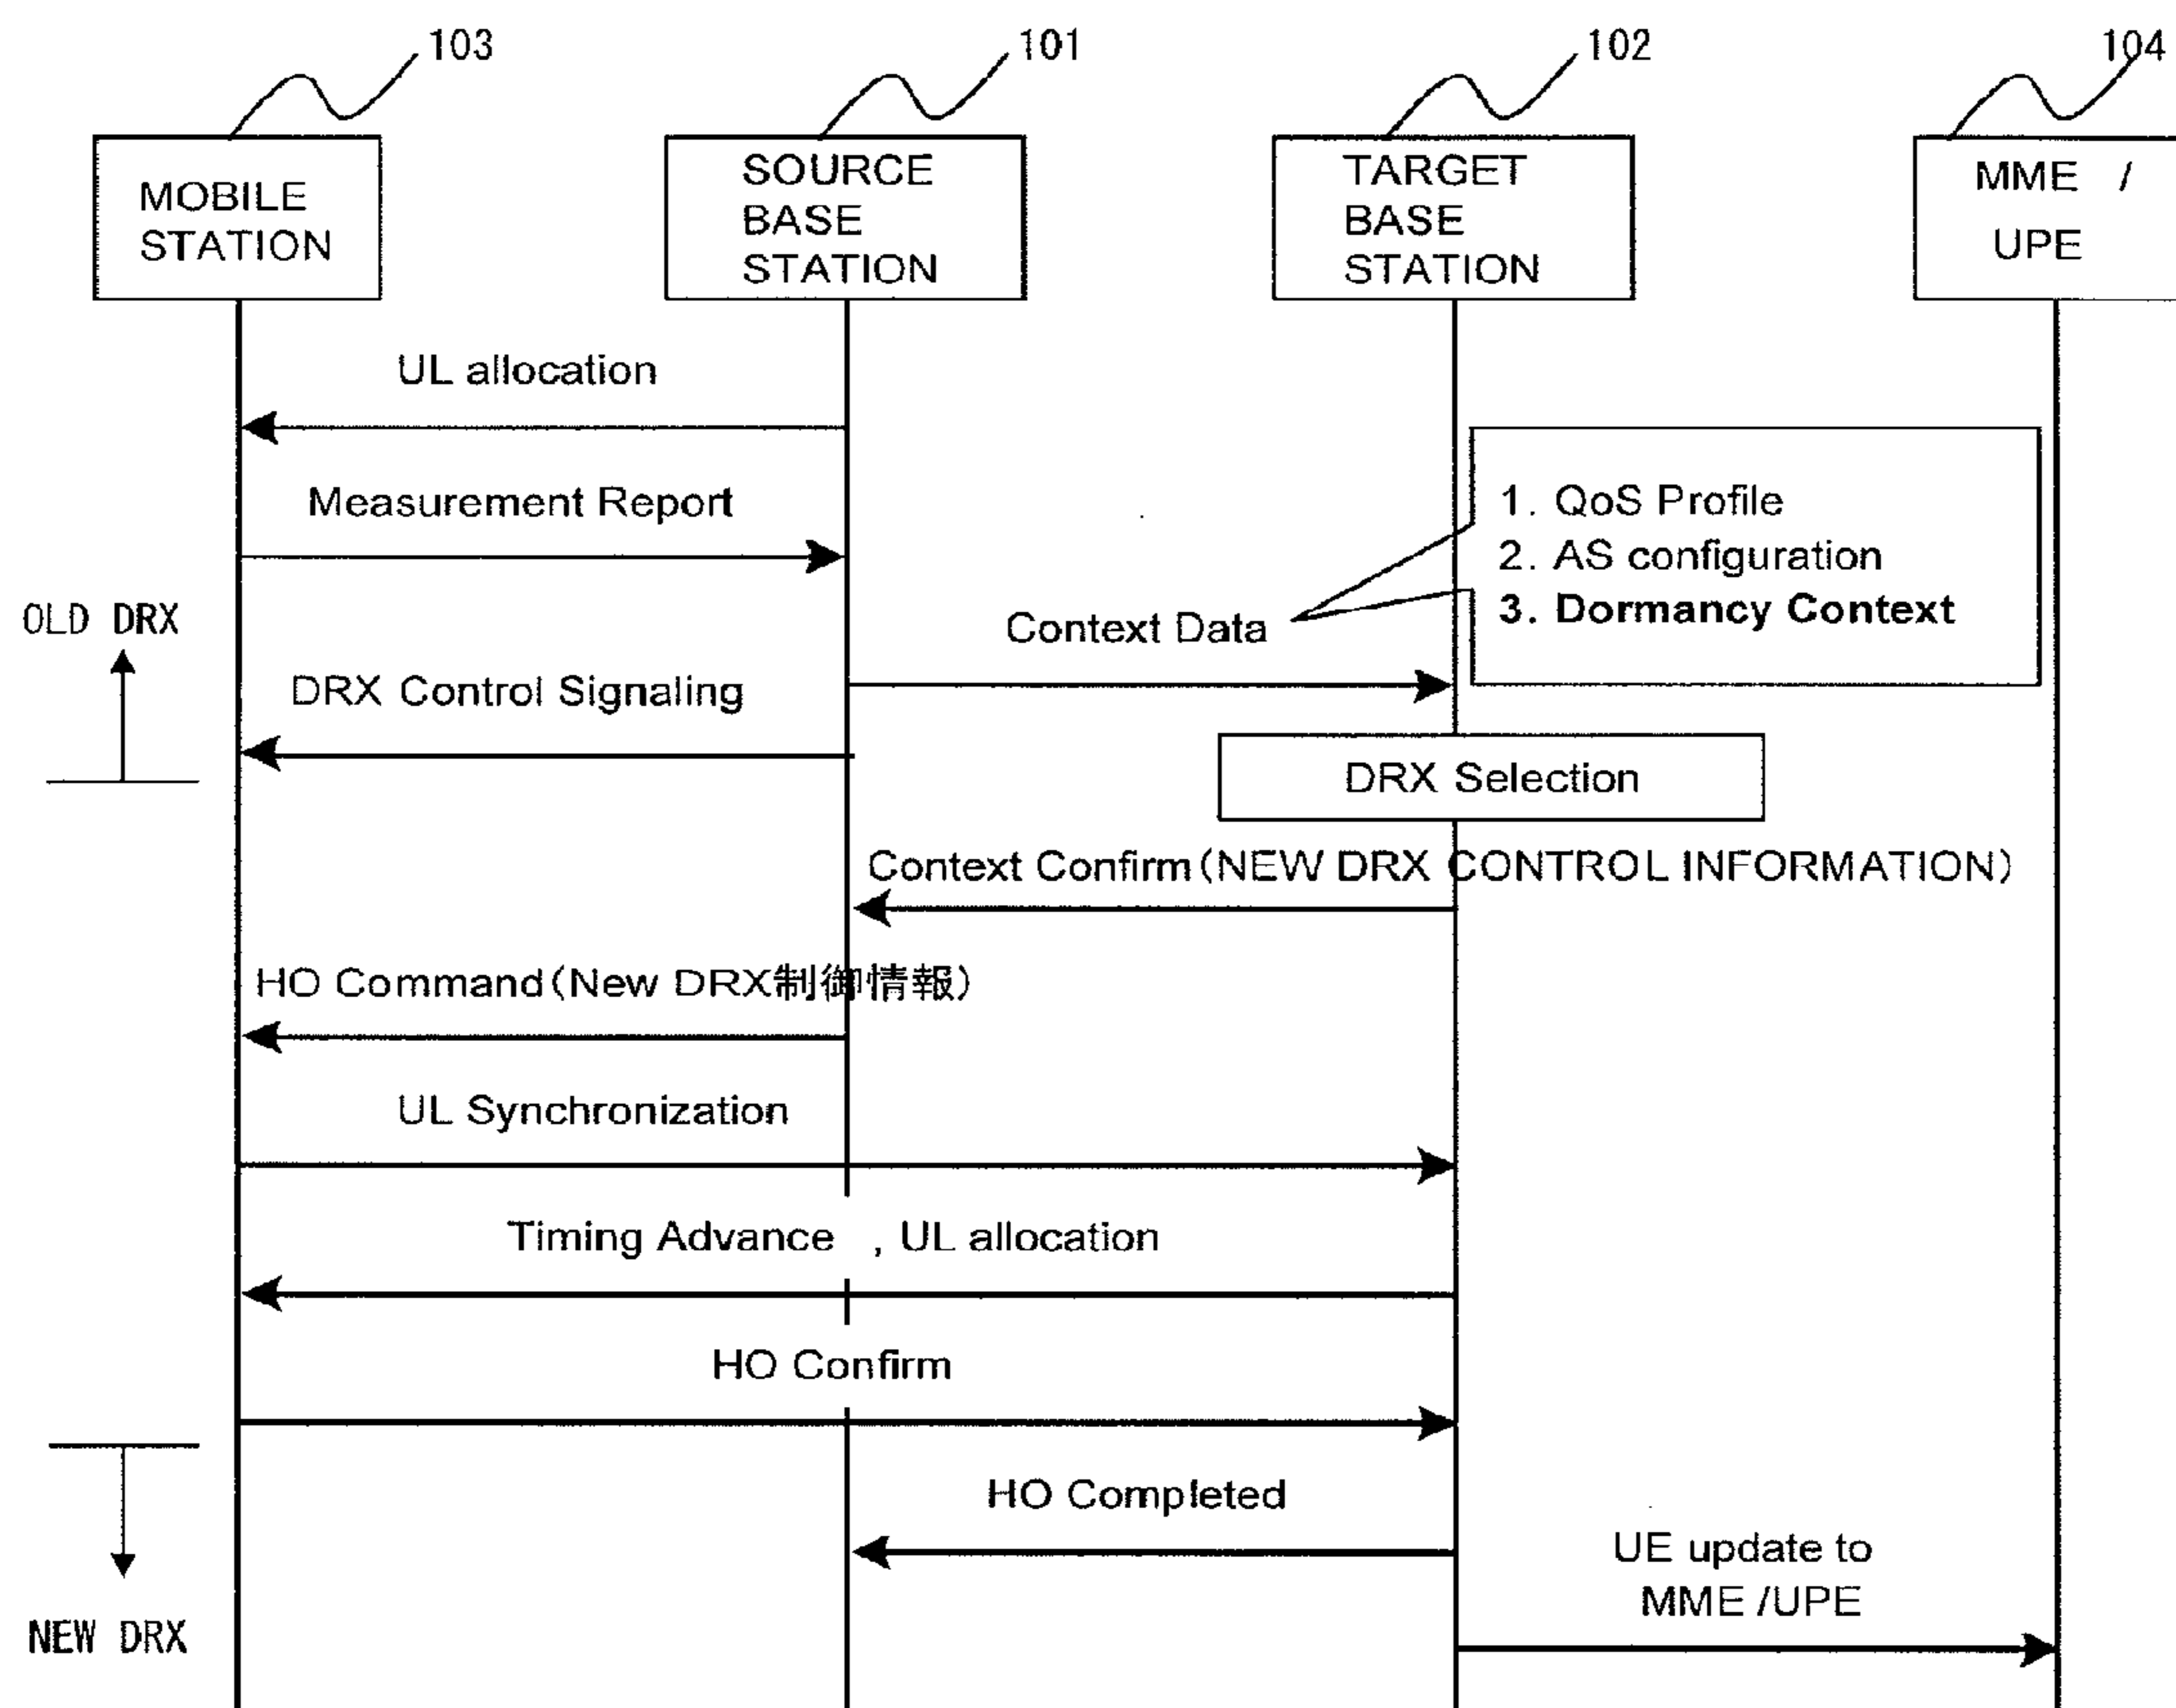 103
101
102
104
MOBILE
STATION
SOURCE
BASE
STATION
TARGET
BASE
STATION
MME /
UPE
UL allocation
Measurement Report
1. QoS Profile
2. AS configuration
3. Dormancy Context
OLD DRX
Context Data
DRX Control Signaling
DRX Selection
Context Confirm(NEW DRX CONTROL INFORMATION)
HO Command(New DRX制御情報)
UL Synchronization
Timing Advance , UL allocation
HO Confirm
HO Completed
UE update to
MME /UPE
NEW DRX